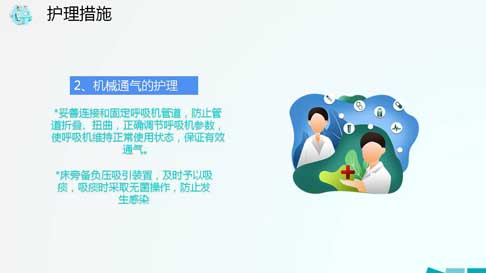 护理措施
2、机械通气的护理
*妥善连接和固定呼吸机管道，防止管
道折叠、扭曲，正确调节呼吸机参数，
使呼吸机维持正常使用状态，保证有效
通气。
*床旁备负压吸引装置，及时予以吸
痰，吸痰时采取无菌操作，防止发
生感染